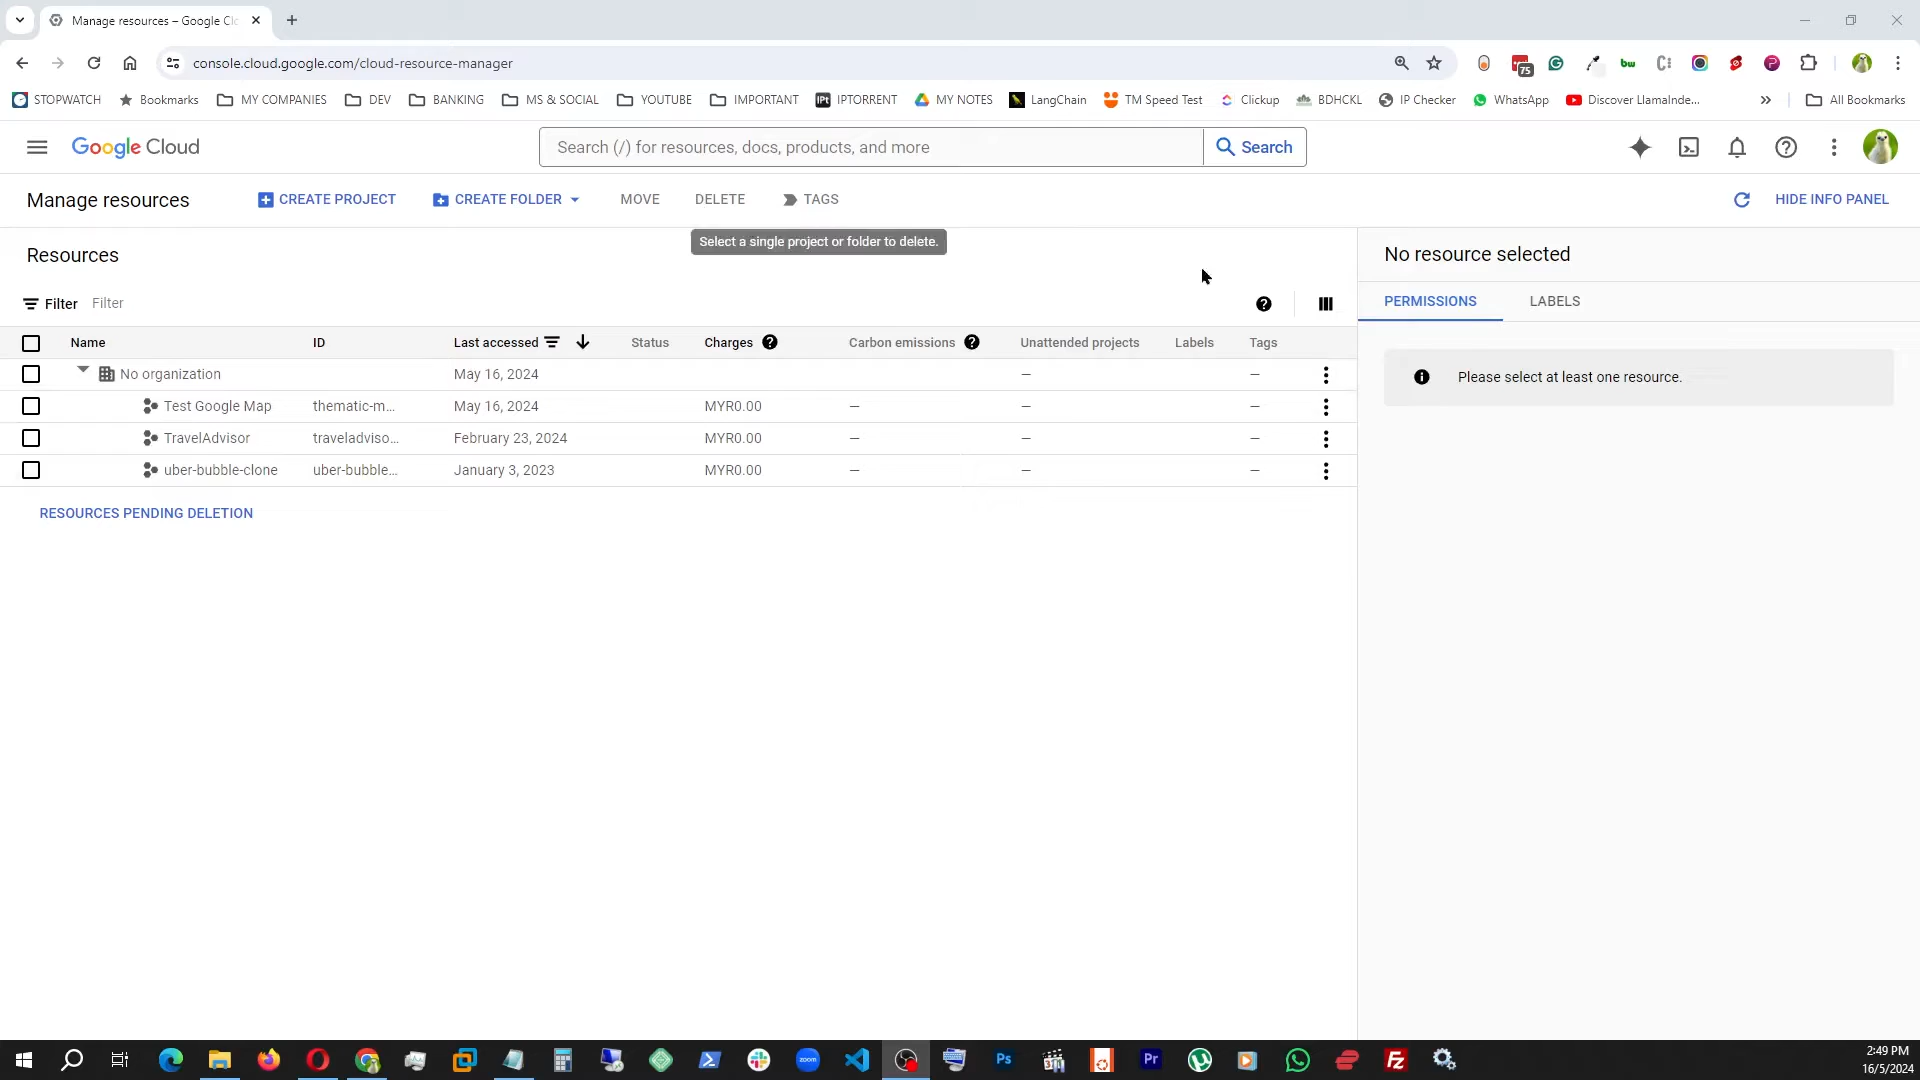 Manage resources – Google Clo
console.cloud.google.com/cloud-resource-manager
75
STOPWATCH Bookmarks MY COMPANIES DEV BANKING MS & SOCIAL YOUTUBE IMPORTANT IPTORRENT MY NOTES LangChain TM Speed Test Clickup BDHCKL IP Checker WhatsApp Discover LlamaInde... All Bookmarks
Google Cloud Search (/) for resources, docs, products, and more Search
Manage resources CREATE PROJECT CREATE FOLDER MOVE DELETE TAGS HIDE INFO PANEL
Select a single project or folder to delete.
Resources
No resource selected
Filter Filter
PERMISSIONS LABELS
Name ID Last accessed Status Charges Carbon emissions Unattended projects Labels Tags
No organization May 16, 2024 — —
Please select at least one resource.
Test Google Map thematic-m... May 16, 2024 MYR0.00 — — —
TravelAdvisor traveladviso... February 23, 2024 MYR0.00 — — —
uber-bubble-clone uber-bubble... January 3, 2023 MYR0.00 — — —
RESOURCES PENDING DELETION
2:49 PM
16/5/2024